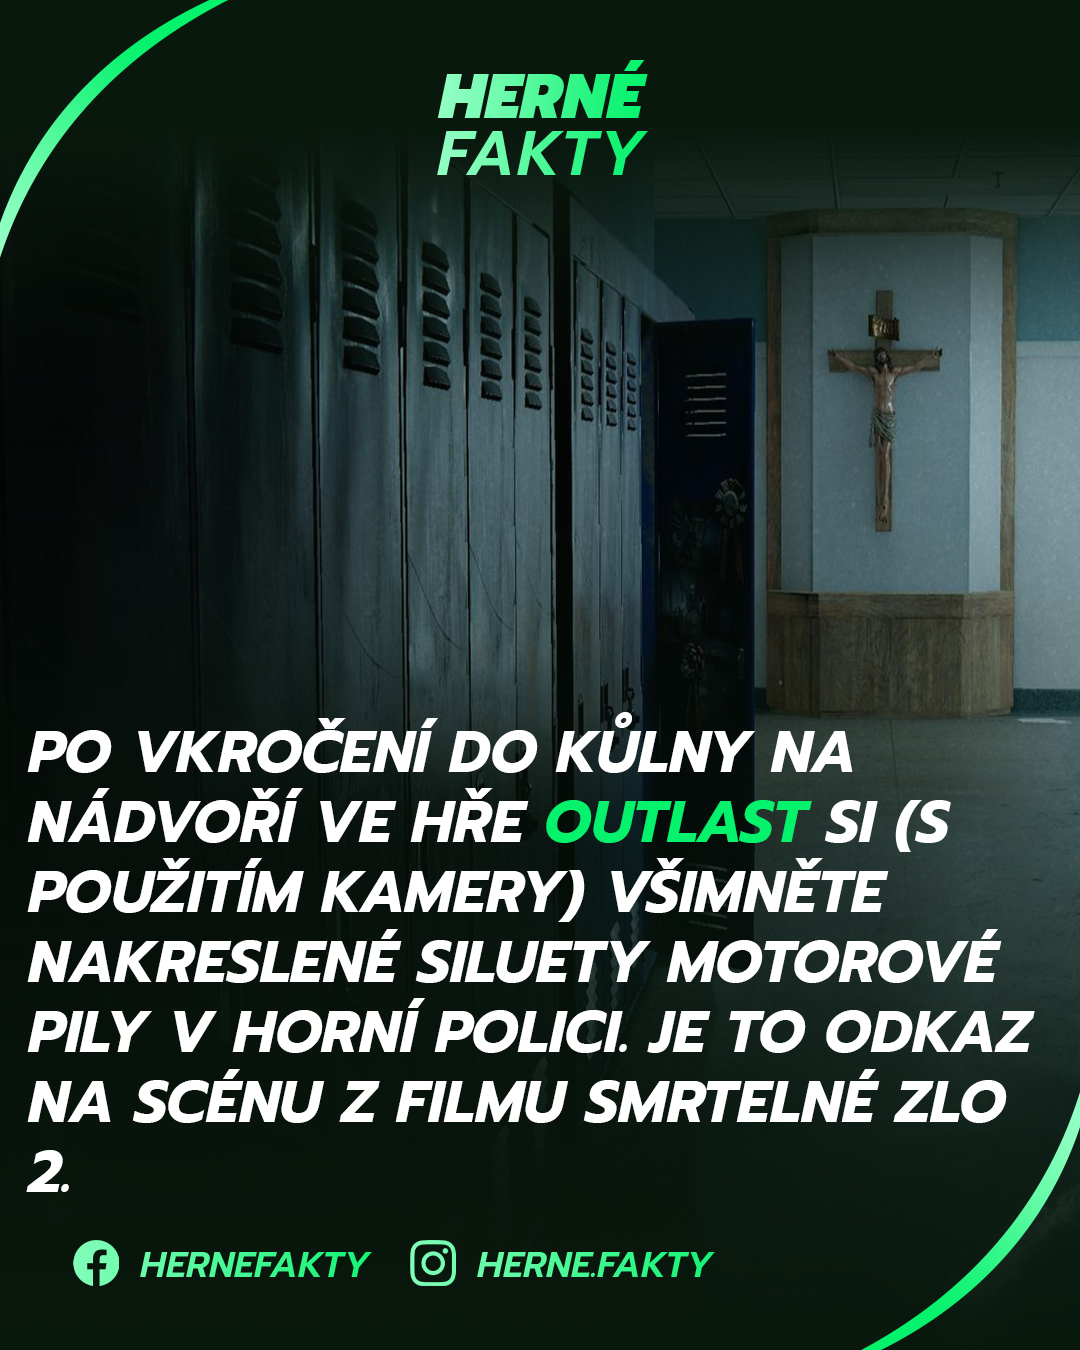 HERNÉ
FAKTY
PO VKROČENÍ DO KŮLNY NA
NÁDVOŘÍ VE HŘE OUTLAST SI (S
POUŽITÍM KAMERY) VŠIMNĚTE
NAKRESLENÉ SILUETY MOTOROVÉ
PILY V HORNÍ POLICI. JE TO ODKAZ
NA SCÉNU Z FILMU SMRTELNÉ ZLO
2.
HERNEFAKTY HERNE.FAKTY